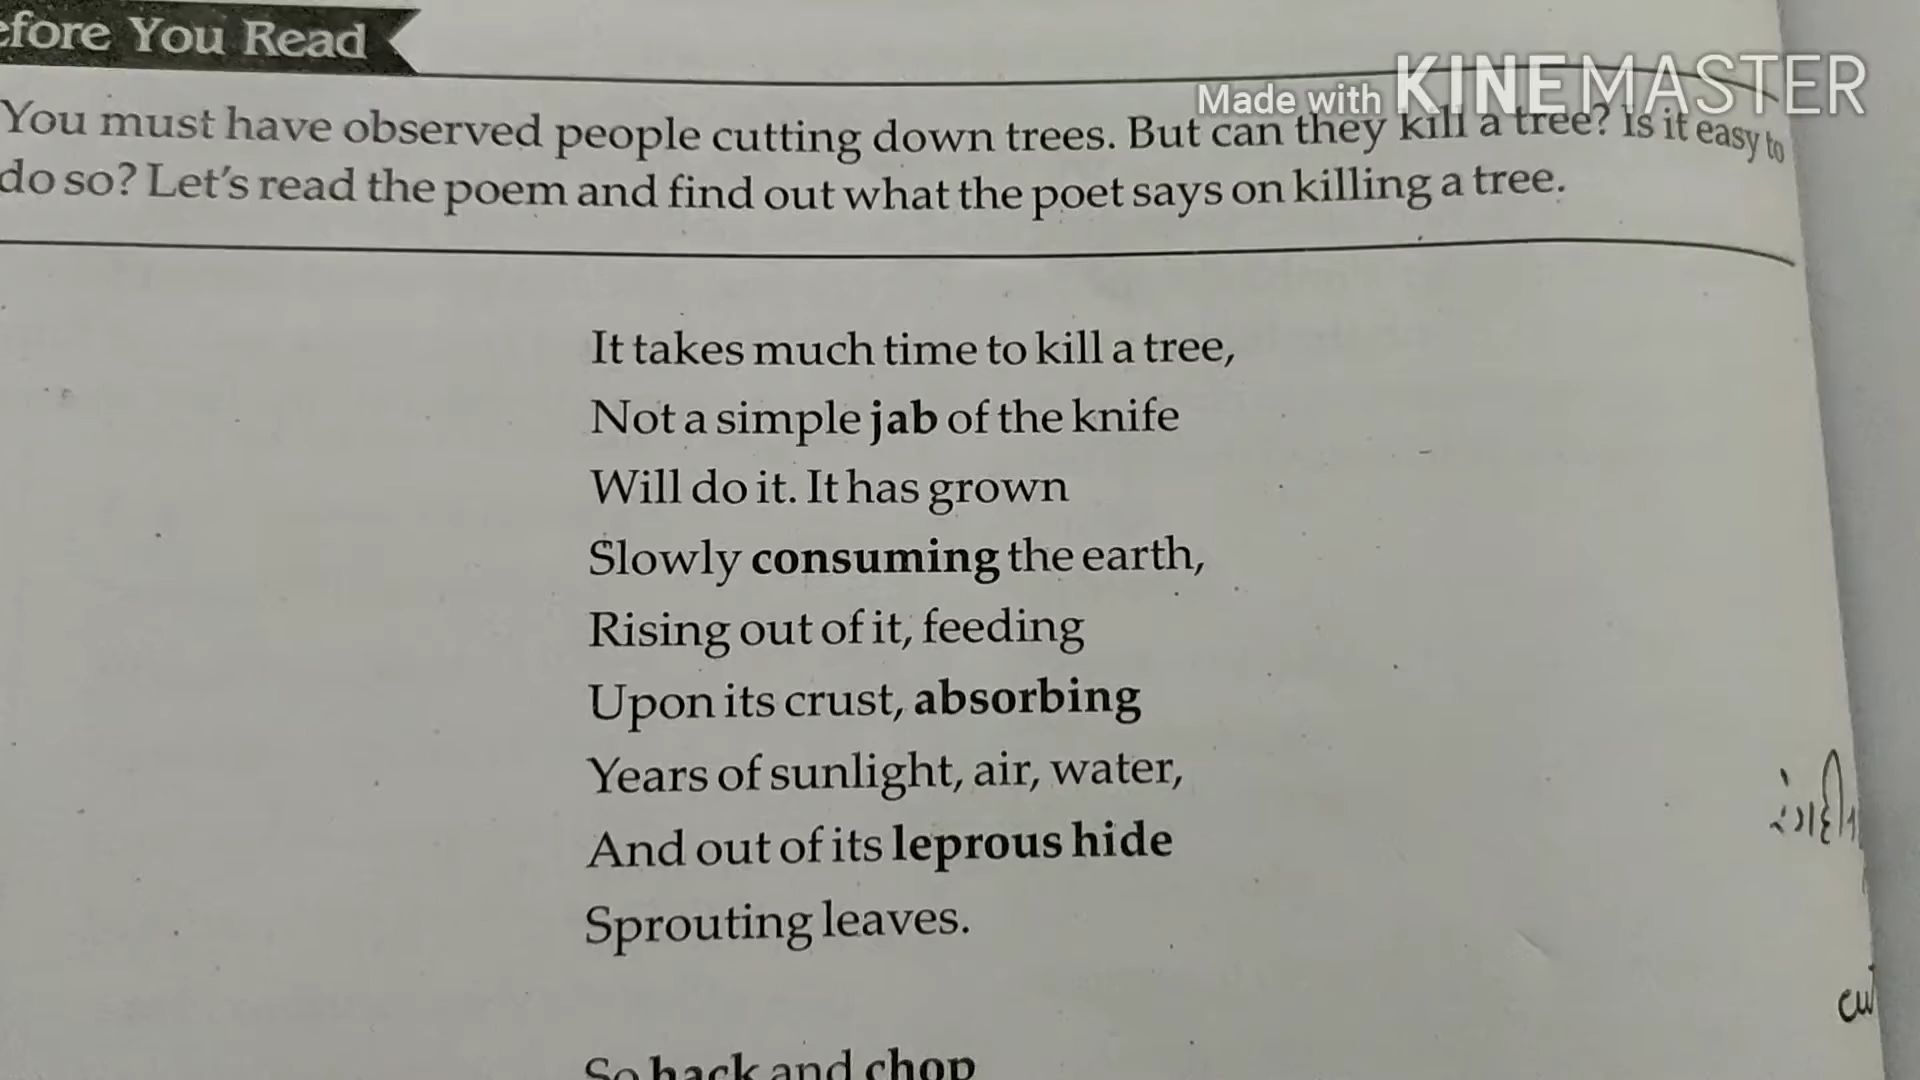 efore You Read
Made with KINEMASTER
You must have observed people cutting down trees. But can they kill a tree? Is it easy to
do so? Let's read the poem and find out what the poet says on killing a tree.
It takes much time to kill a tree,
Not a simple jab of the knife
Will do it. It has grown
Slowly consuming the earth,
Rising out of it, feeding
Upon its crust, absorbing
Years of sunlight, air, water,
And out of its leprous hide
Sprouting leaves.
So hack and chop